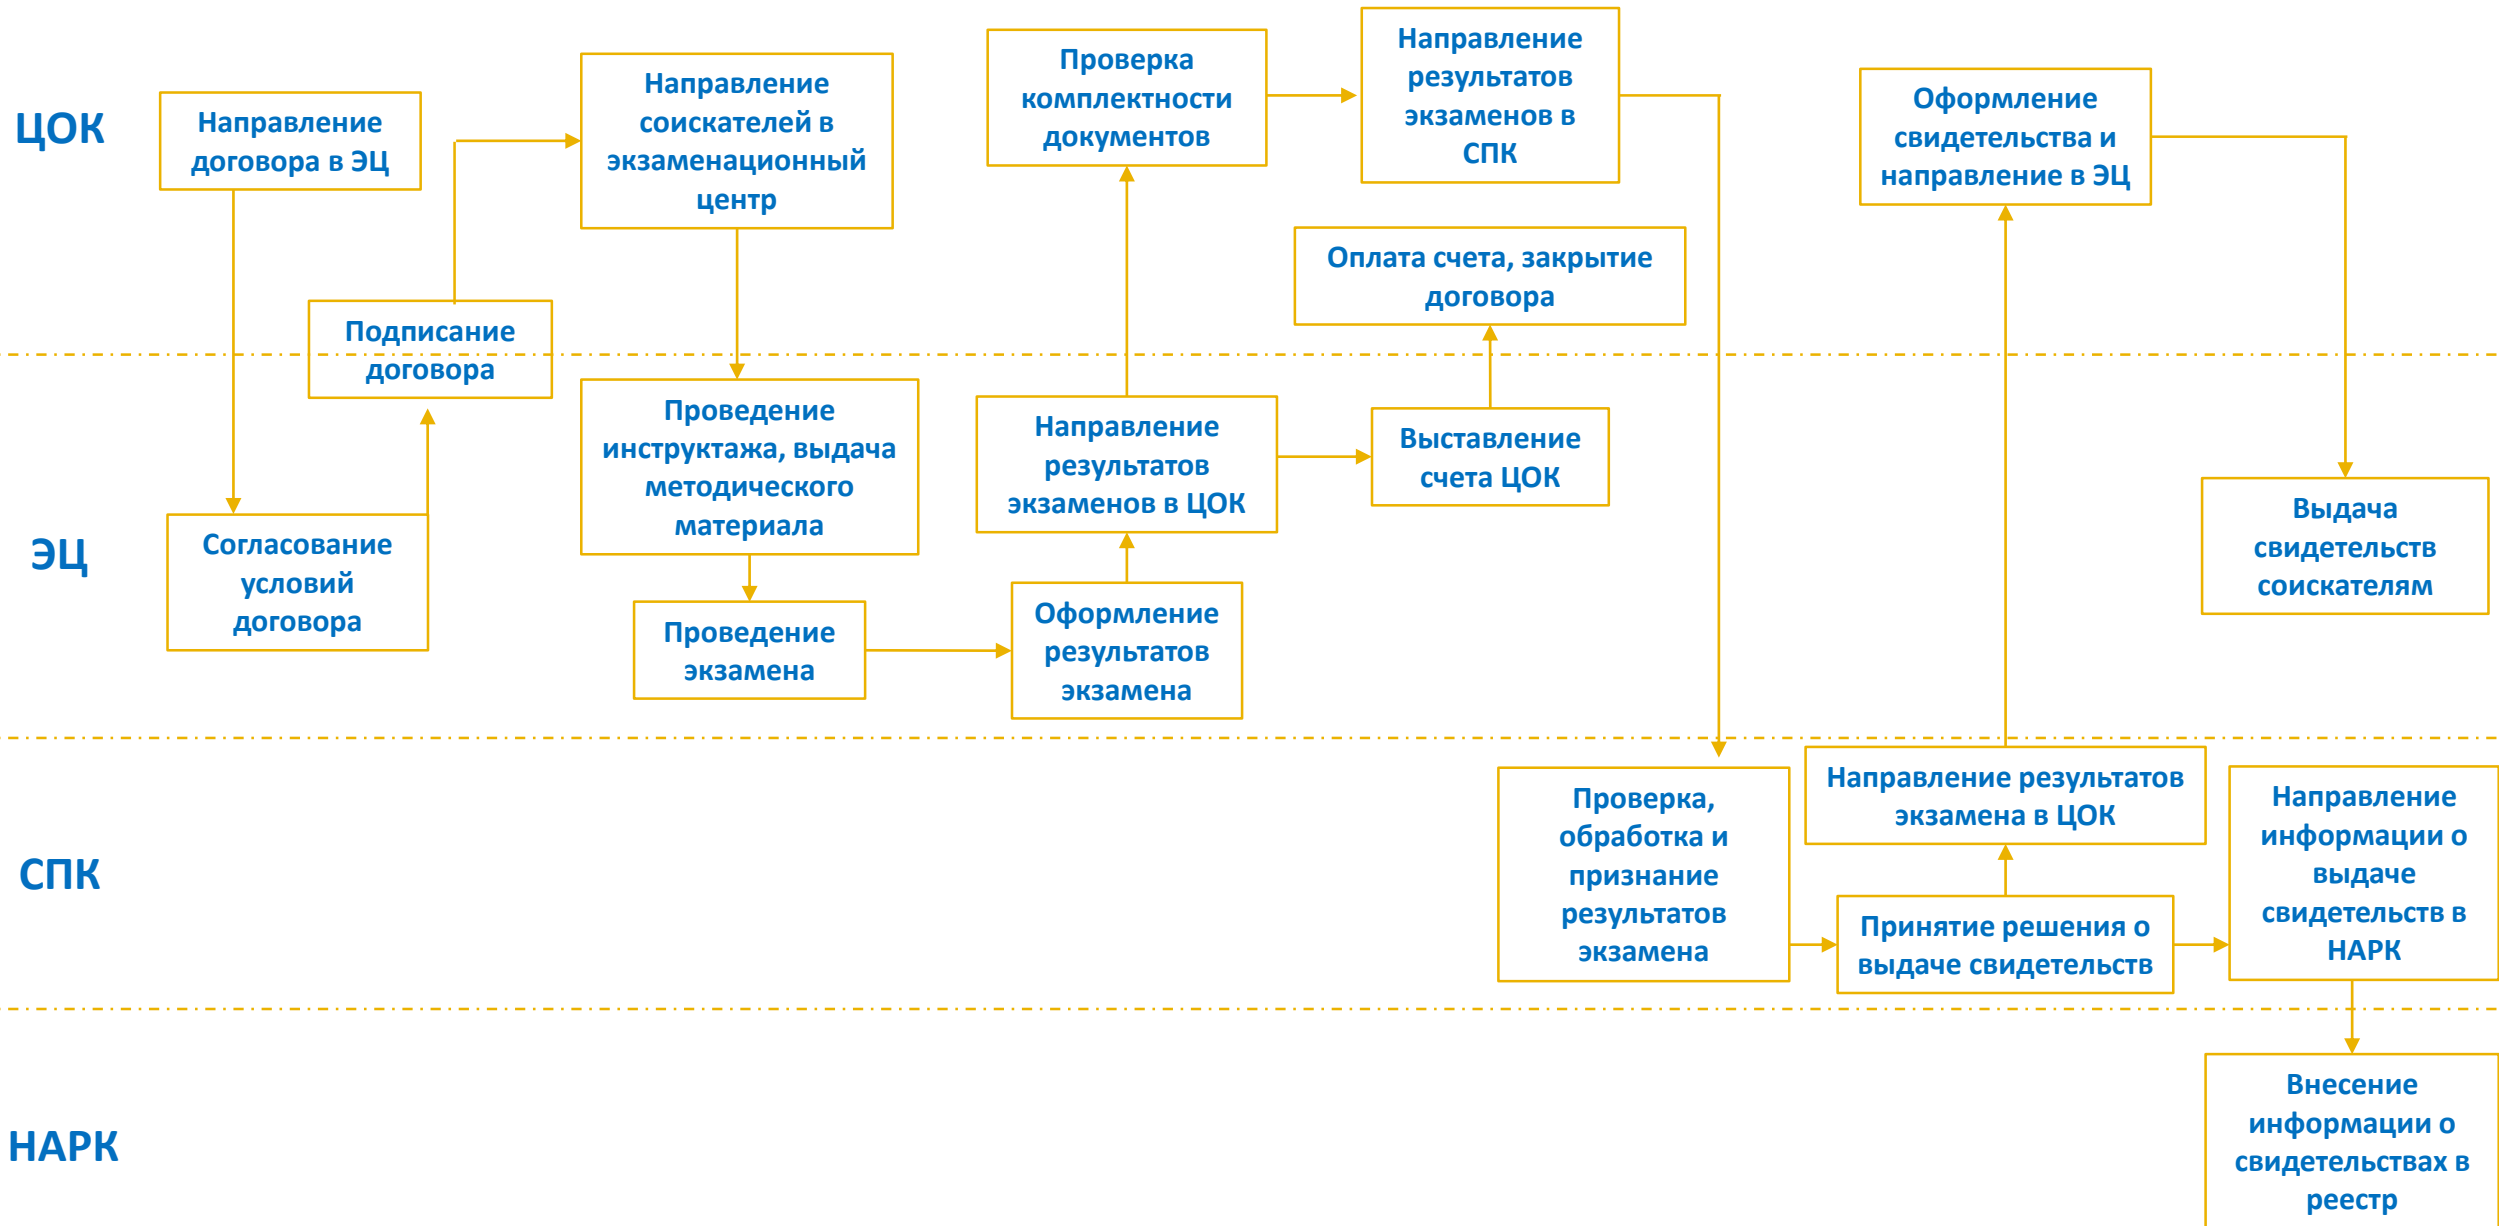 ЦОК
Направление
договора в ЭЦ
Подписание
договора
Направление
соискателей в
экзаменационный
центр
Проверка
комплектности
документов
Направление
результатов
экзаменов в
СПК
Оплата счета, закрытие
договора
Оформление
свидетельства и
направление в ЭЦ
ЭЦ
Согласование
условий
договора
Проведение
инструктажа, выдача
методического
материала
Проведение
экзамена
Направление
результатов
экзаменов в ЦОК
Оформление
результатов
экзамена
Выставление
счета ЦОК
Выдача
свидетельств
соискателям
СПК
Проверка,
обработка и
признание
результатов
экзамена
Направление результатов
экзамена в ЦОК
Принятие решения о
выдаче свидетельств
Направление
информации о
выдаче
свидетельств в
НАРК
НАРК
Внесение
информации о
свидетельствах в
реестр